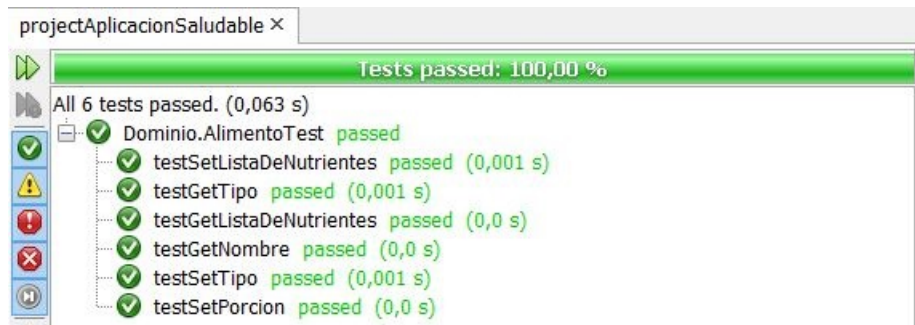 projectAplicacionSaludable ×
Tests passed: 100,00 %
All 6 tests passed. (0,063 s)
Dominio.AlimentoTest passed
testSetListaDeNutrientes passed (0,001 s)
testGetTipo passed (0,001 s)
testGetListaDeNutrientes passed (0,0 s)
testGetNombre passed (0,0 s)
testSetTipo passed (0,001 s)
testSetPorcion passed (0,0 s)